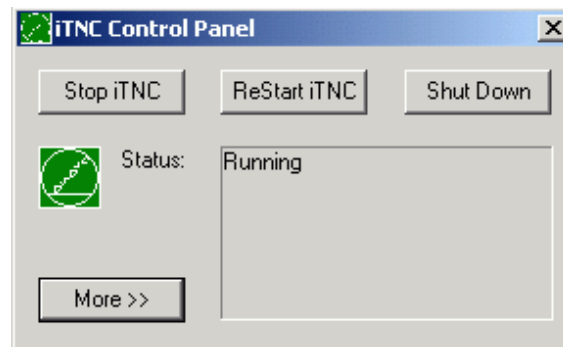 iTNC Control Panel
Stop iTNC
ReStart iTNC
Shut Down
Status:
Running
More >>